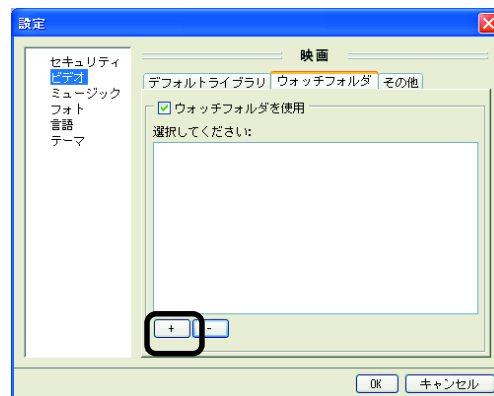 設定
セキュリティ
ビデオ
ミュージック
フォト
言語
テーマ
映画
デフォルトライブラリ ウォッチフォルダ その他
ウォッチフォルダを使用
選択してください:
+ -
OK キャンセル